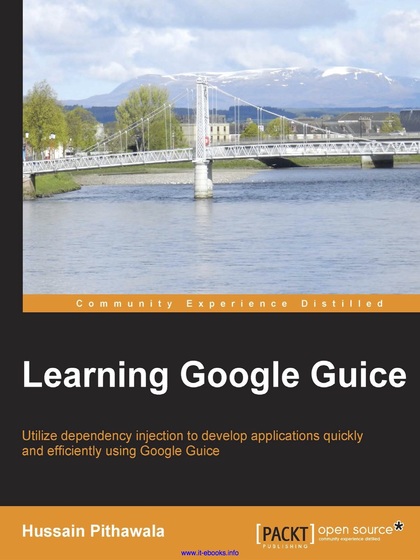 Community Experience Distilled
Learning Google Guice
Utilize dependency injection to develop applications quickly
and efficiently using Google Guice
Hussain Pithawala
[PACKT] open source*
PUBLISHING community experience distilled
www.it-ebooks.info